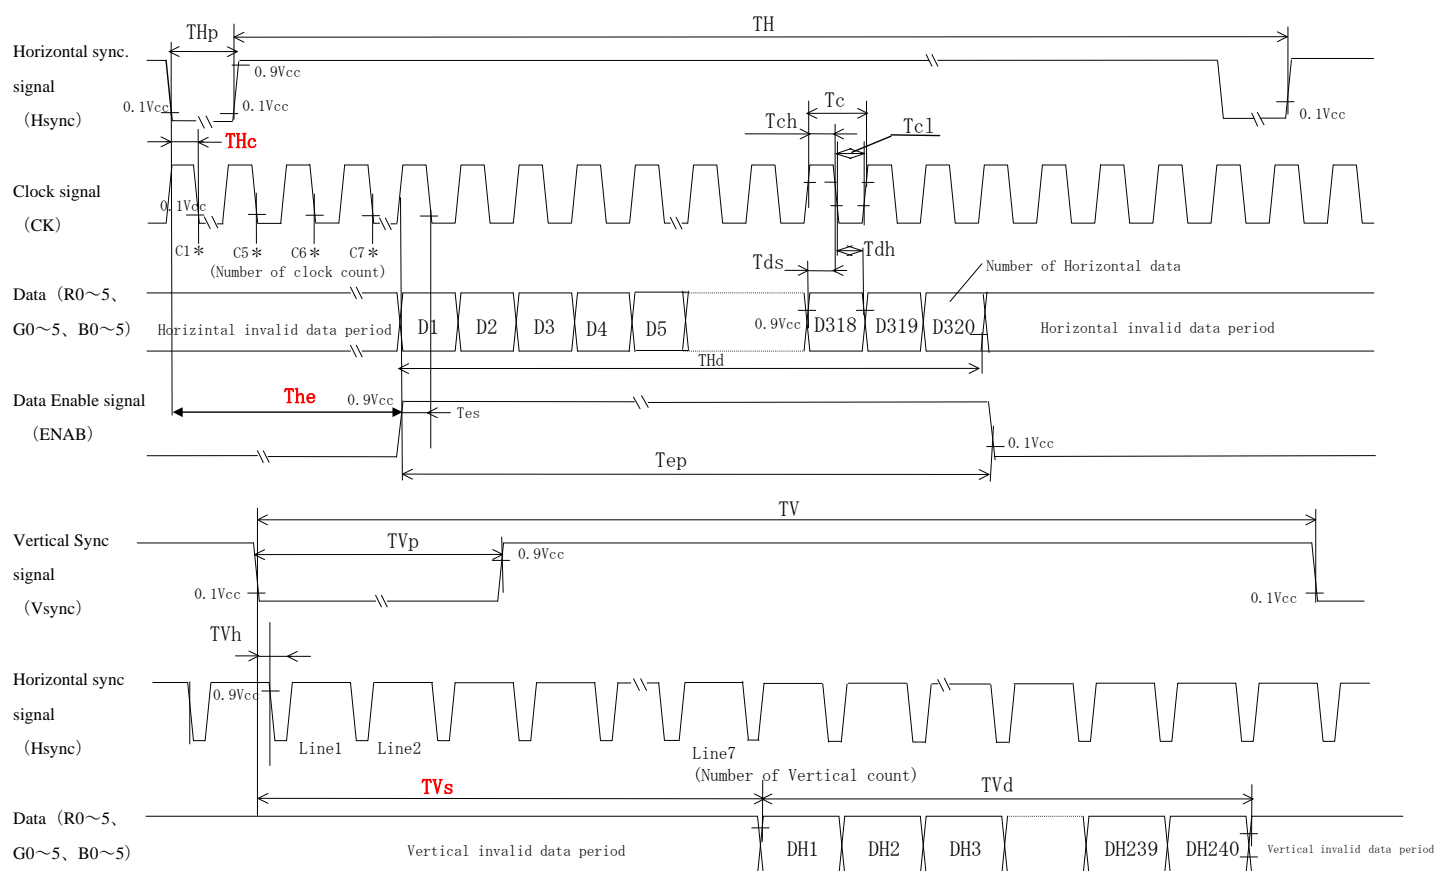 THp
TH
Horizontal sync.
signal
（Hsync）
0.9Vcc
0.1Vcc
0.1Vcc
0.1Vcc
THc
Tc
Tch
Tcl
Clock signal
（CK）
0.1Vcc
C1＊
C5＊
C6＊
C7＊
(Number of clock count)
Tdh
Tds
Number of Horizontal data
Data（R0～5、
G0～5、B0～5）
Horizintal invalid data period
D1
D2
D3
D4
D5
0.9Vcc
D318
D319
D320
Horizontal invalid data period
THd
Data Enable signal
（ENAB）
The
0.9Vcc
Tes
0.1Vcc
Tep
TV
Vertical Sync
signal
（Vsync）
TVp
0.9Vcc
0.1Vcc
0.1Vcc
TVh
Horizontal sync
signal
（Hsync）
0.9Vcc
Line1
Line2
Line7
(Number of Vertical count)
TVs
TVd
Data（R0～5、
G0～5、B0～5）
Vertical invalid data period
DH1
DH2
DH3
DH239
DH240
Vertical invalid data period